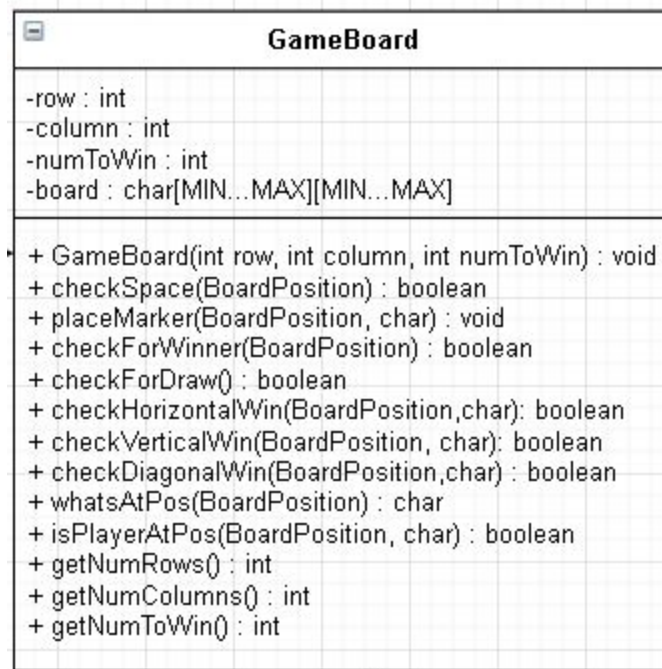 GameBoard
-row : int
-column : int
-numToWin : int
-board : char[MIN...MAX][MIN...MAX]
+ GameBoard(int row, int column, int numToWin) : void
+ checkSpace(BoardPosition) : boolean
+ placeMarker(BoardPosition, char) : void
+ checkForWinner(BoardPosition) : boolean
+ checkForDraw() : boolean
+ checkHorizontalWin(BoardPosition,char): boolean
+ checkVerticalWin(BoardPosition, char): boolean
+ checkDiagonalWin(BoardPosition,char) : boolean
+ whatsAtPos(BoardPosition) : char
+ isPlayerAtPos(BoardPosition, char) : boolean
+ getNumRows() : int
+ getNumColumns() : int
+ getNumToWin() : int